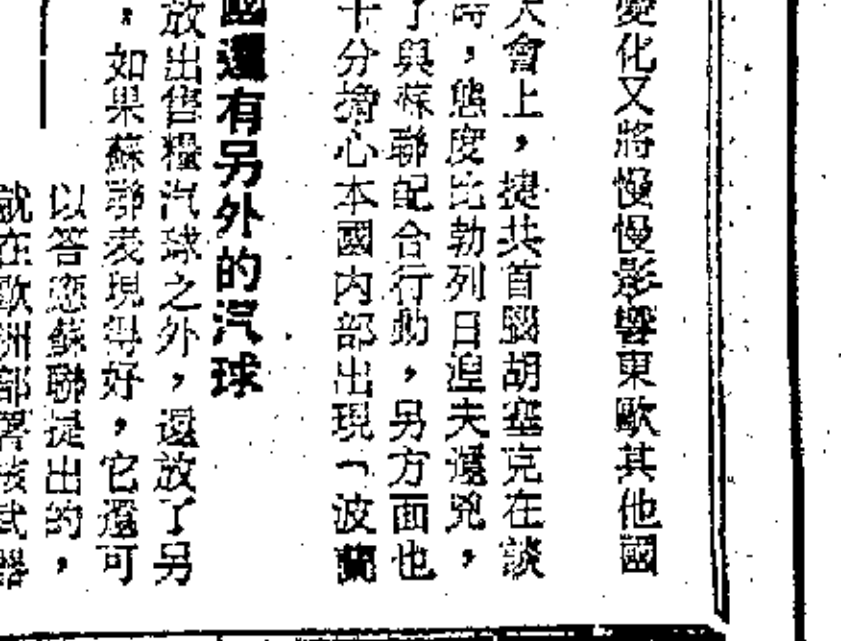 變化又將慢慢影響東歐其他國
大會上，捷共首腦胡塞克在談
時，態度比勃列日湼夫還兇，
了與蘇聯配合行動，另方面也
十分擔心本國內部出現「波蘭
國還有另外的汽球
放出售糧汽球之外，還放了另
，如果蘇聯表現得好，它還可
以答應蘇聯提出的，
就在歐洲部署核武器